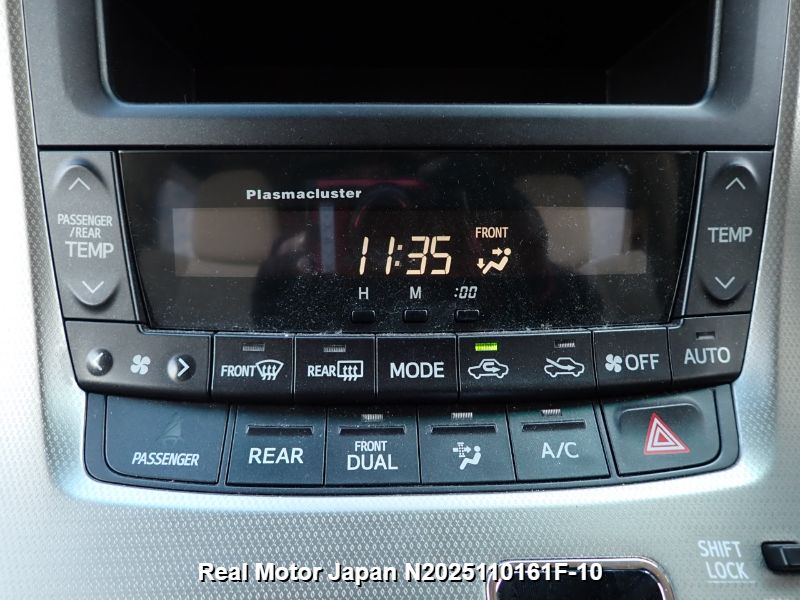 Plasmacluster
PASSENGER
/REAR
TEMP
11:35
FRONT
TEMP
H M :00
FRONT
REAR
MODE
OFF
AUTO
PASSENGER
REAR
FRONT
DUAL
A/C
SHIFT
LOCK
Real Motor Japan N2025110161F-10